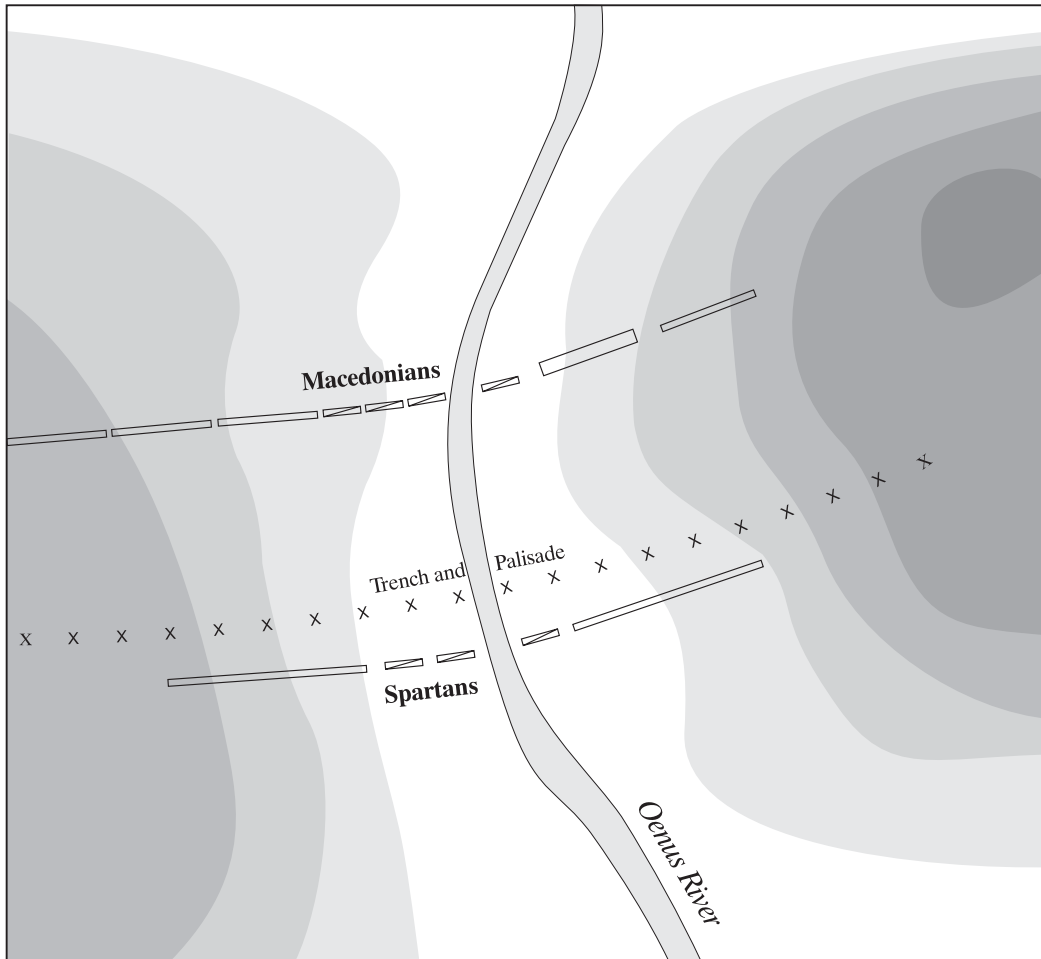 Macedonians
Trench and Palisade
X X X X X X X X X X X X X X X X X X X X
Spartans
Oenus River